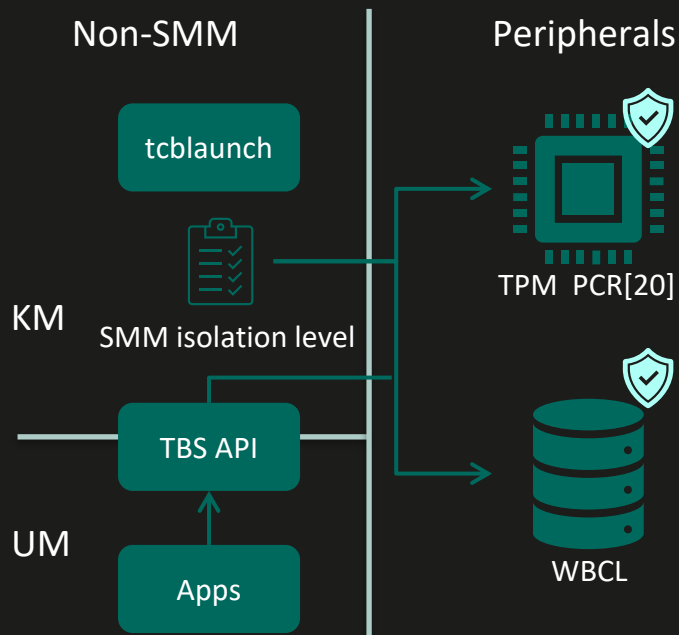 Non-SMM
Peripherals
tcblaunch
TPM PCR[20]
KM
SMM isolation level
TBS API
UM
WBCL
Apps